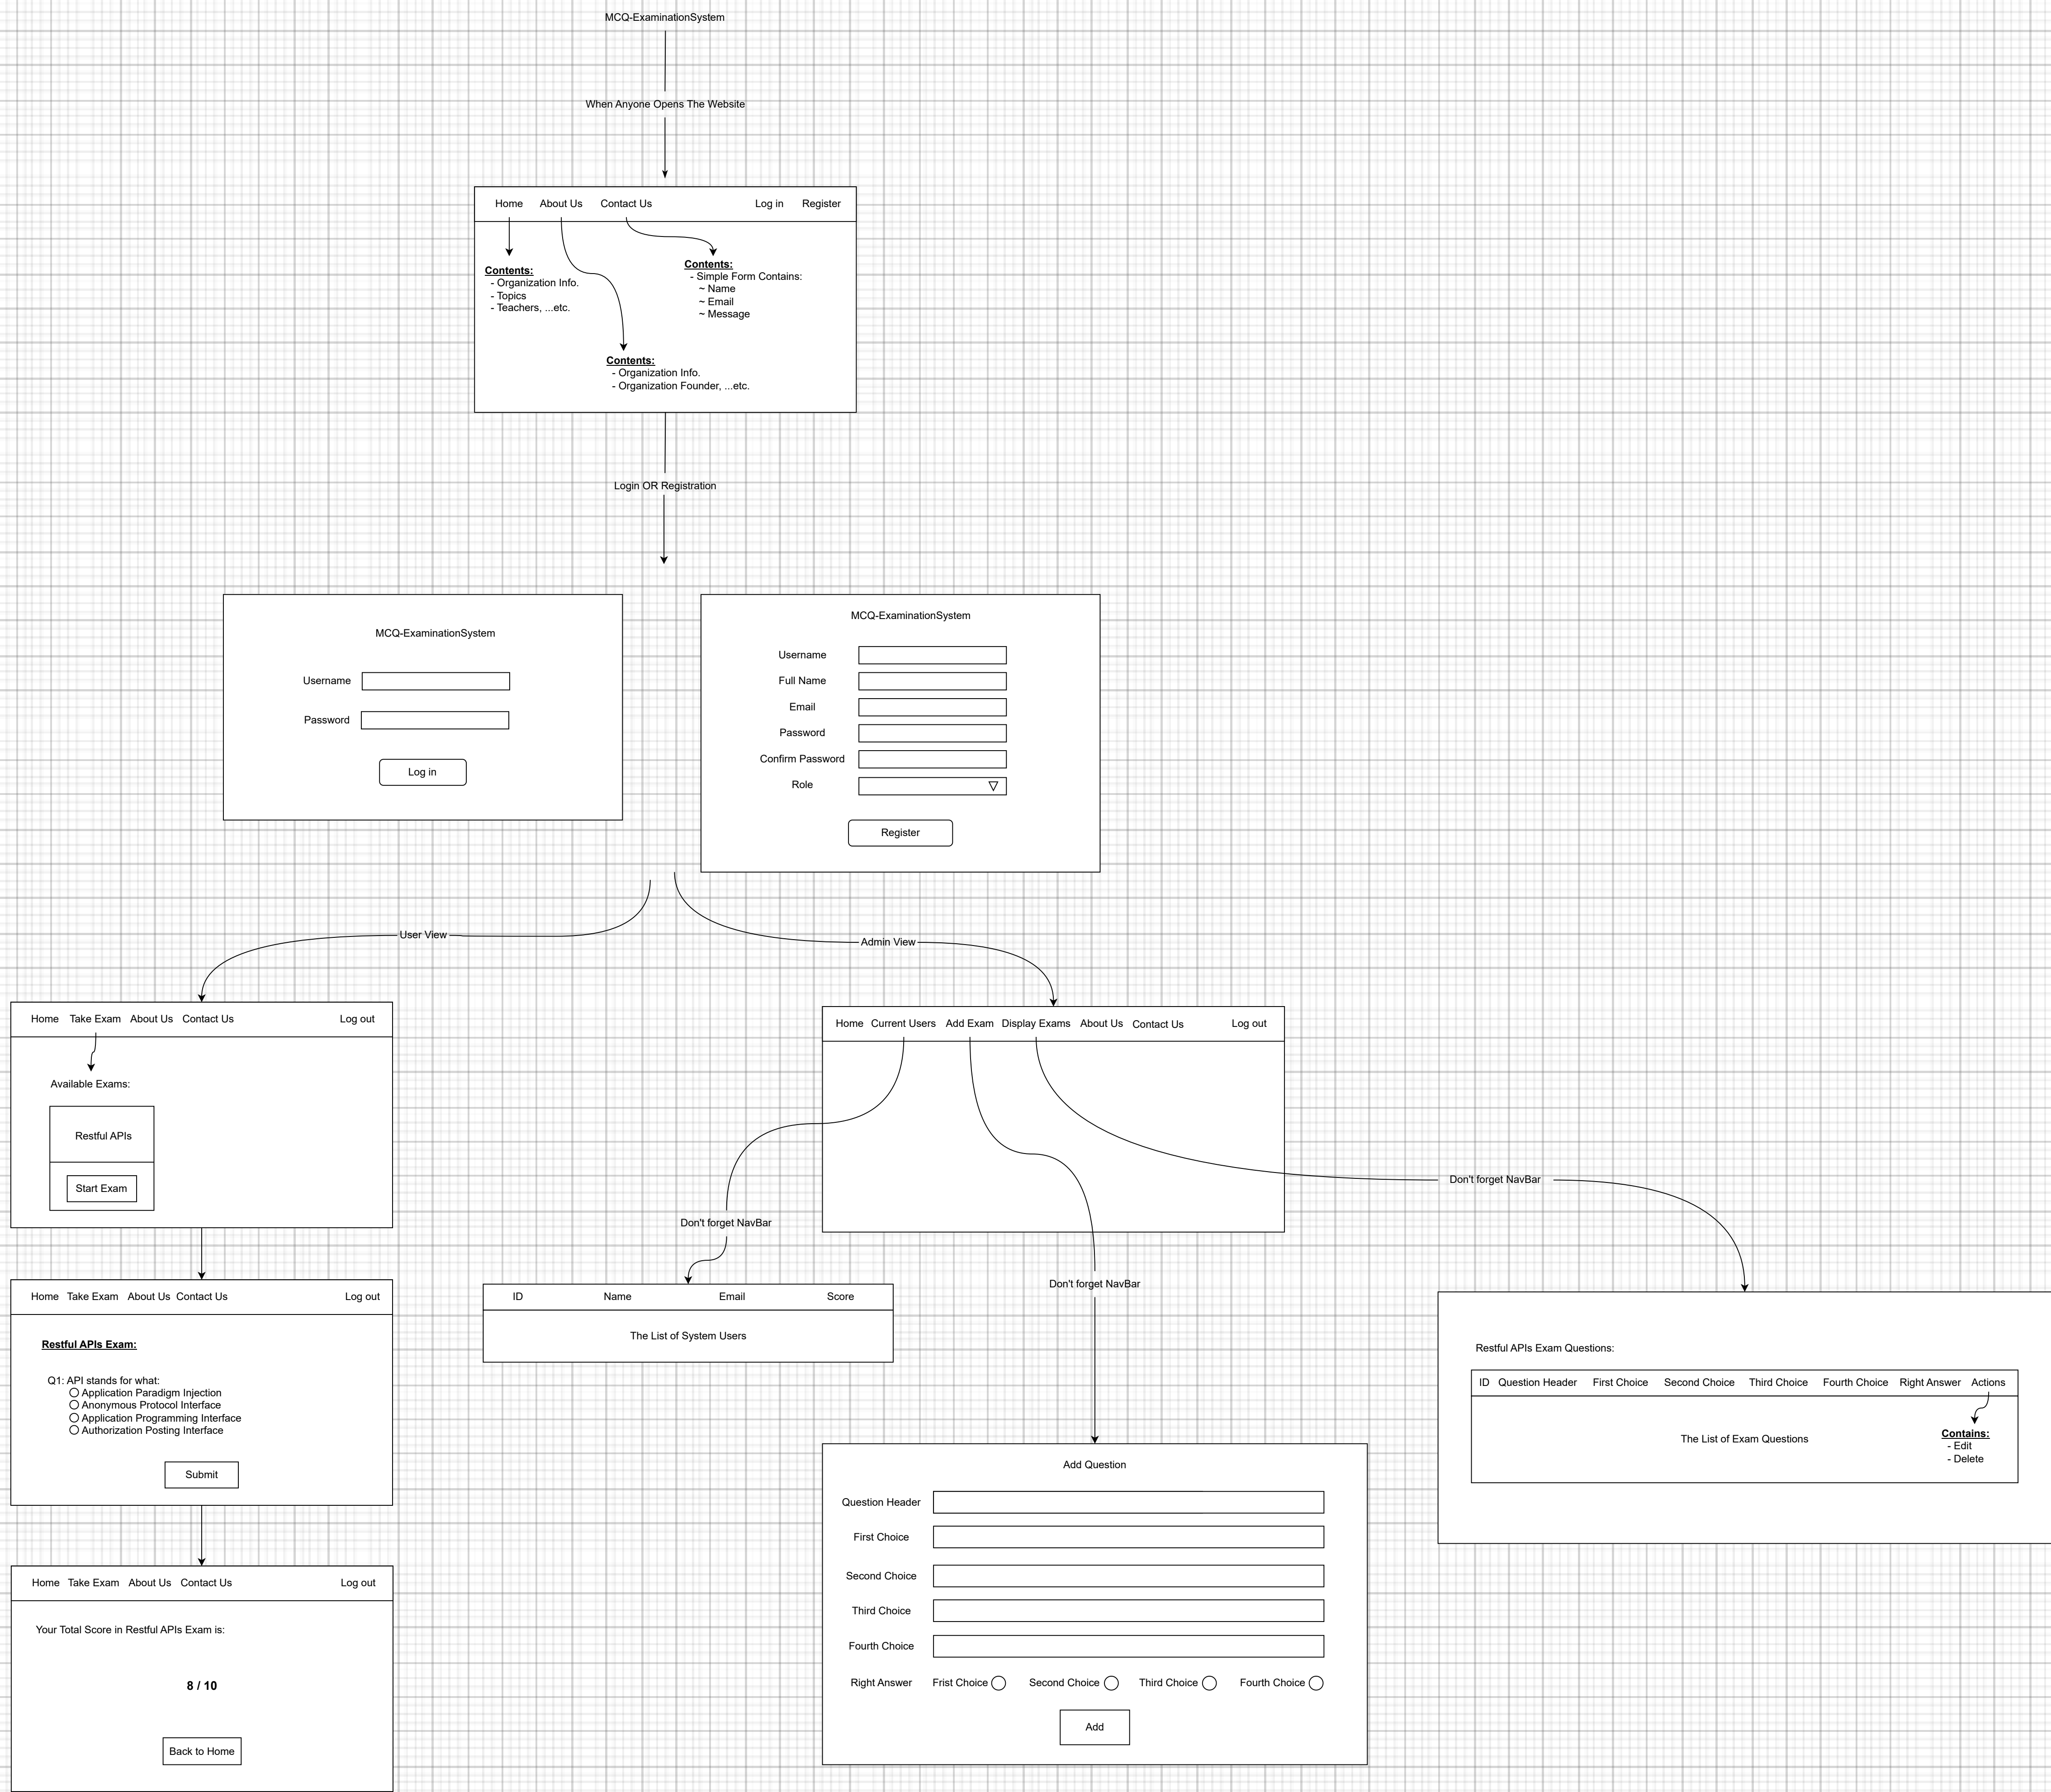 MCQ-ExaminationSystem
When Anyone Opens The Website
Home About Us Contact Us Log in Register
Contents:
- Organization Info.
- Topics
- Teachers, ...etc.
Contents:
- Simple Form Contains:
~ Name
~ Email
~ Message
Contents:
- Organization Info.
- Organization Founder, ...etc.
Login OR Registration
MCQ-ExaminationSystem
Username
Password
Log in
MCQ-ExaminationSystem
Username
Full Name
Email
Password
Confirm Password
Role
Register
User View
Admin View
Home Take Exam About Us Contact Us Log out
Available Exams:
Restful APIs
Start Exam
Home Current Users Add Exam Display Exams About Us Contact Us Log out
Don't forget NavBar
Don't forget NavBar
Don't forget NavBar
Home Take Exam About Us Contact Us Log out
Restful APIs Exam:
Q1: API stands for what:
Application Paradigm Injection
Anonymous Protocol Interface
Application Programming Interface
Authorization Posting Interface
Submit
ID Name Email Score
The List of System Users
Restful APIs Exam Questions:
ID Question Header First Choice Second Choice Third Choice Fourth Choice Right Answer Actions
The List of Exam Questions
Contains:
- Edit
- Delete
Add Question
Question Header
First Choice
Second Choice
Third Choice
Fourth Choice
Right Answer Frist Choice Second Choice Third Choice Fourth Choice
Add
Home Take Exam About Us Contact Us Log out
Your Total Score in Restful APIs Exam is:
8 / 10
Back to Home